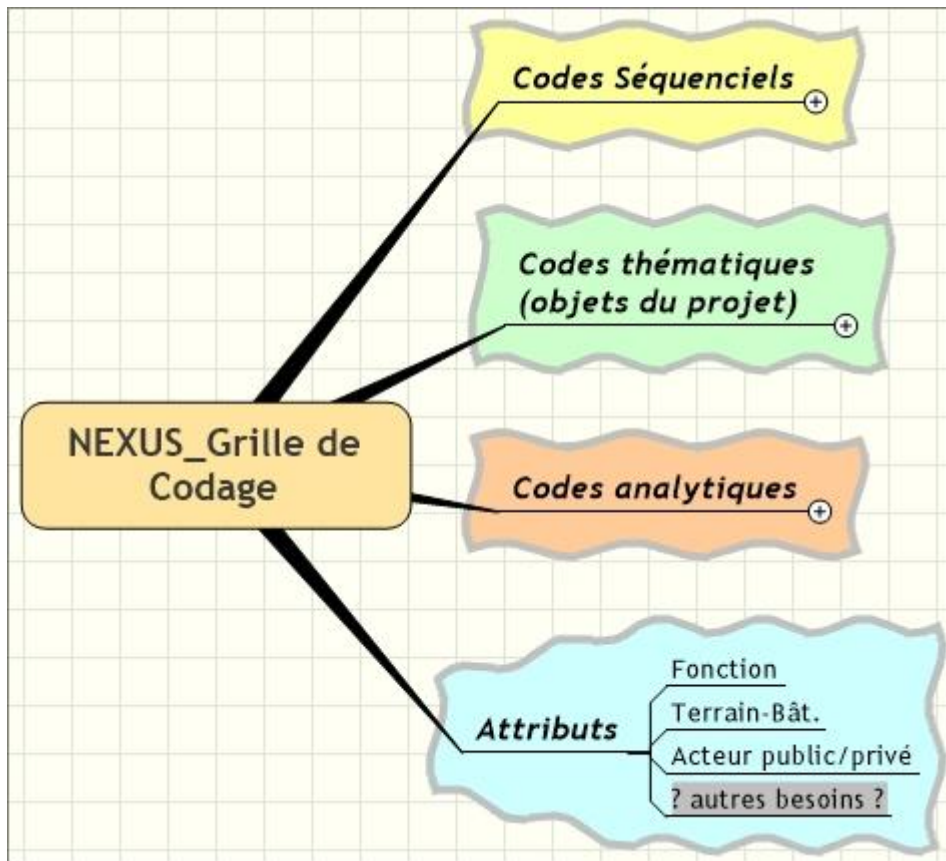 Codes Séquenciels
Codes thématiques
(objets du projet)
NEXUS_Grille de
Codage
Codes analytiques
Attributs
Fonction
Terrain-Bât.
Acteur public/privé
? autres besoins ?